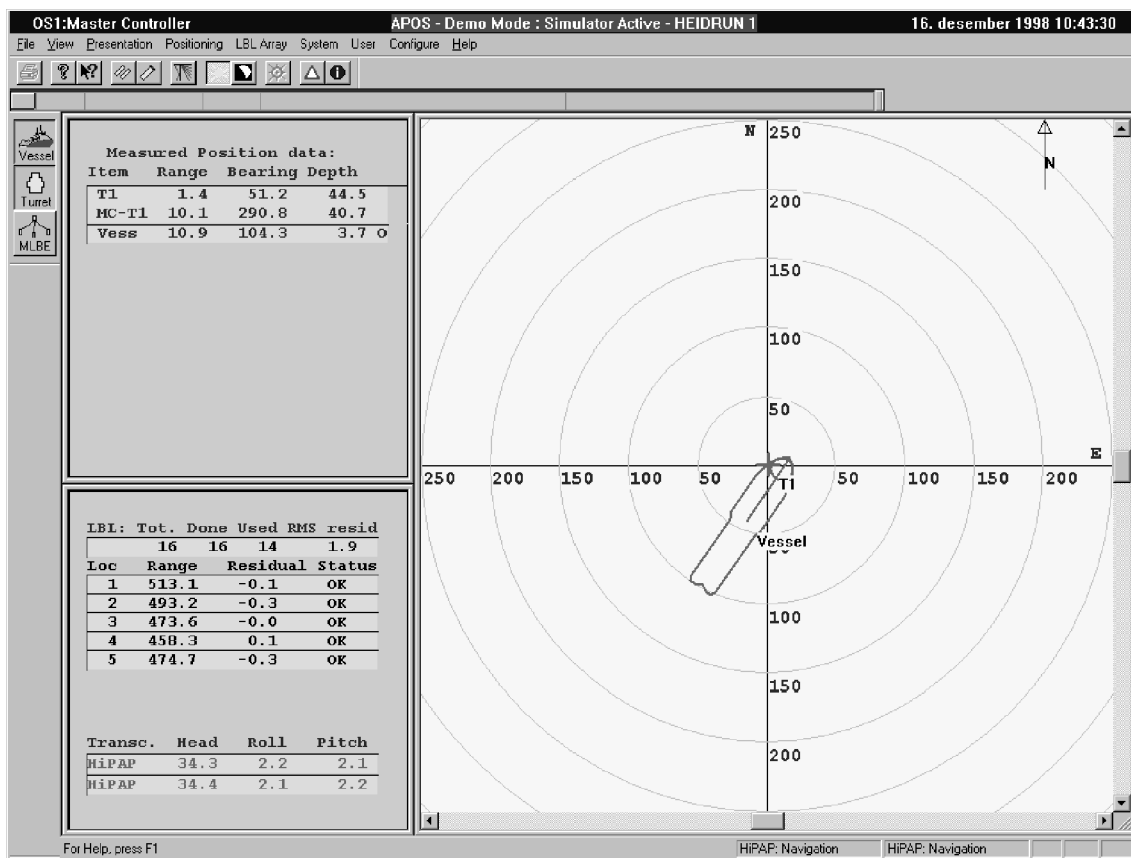 OS1:Master Controller APOS - Demo Mode : Simulator Active - HEIDRUN 1 16. desember 1998 10:43:30
File View Presentation Positioning LBL Array System User Configure Help
Vessel
Turret
MLBE
Measured Position data:
Item Range Bearing Depth
T1 1.4 51.2 44.5
MC-T1 10.1 290.8 40.7
Vess 10.9 104.3 3.7 O
LBL: Tot. Done Used RMS resid
16 16 14 1.9
Loc Range Residual Status
1 513.1 -0.1 OK
2 493.2 -0.3 OK
3 473.6 -0.0 OK
4 458.3 0.1 OK
5 474.7 -0.3 OK
Transc. Head Roll Pitch
HiPAP 34.3 2.2 2.1
HiPAP 34.4 2.1 2.2
N 250
N
200
150
100
50
E
250 200 150 100 50 50 100 150 200
T1
Vessel
100
150
200
For Help, press F1 HiPAP: Navigation HiPAP: Navigation